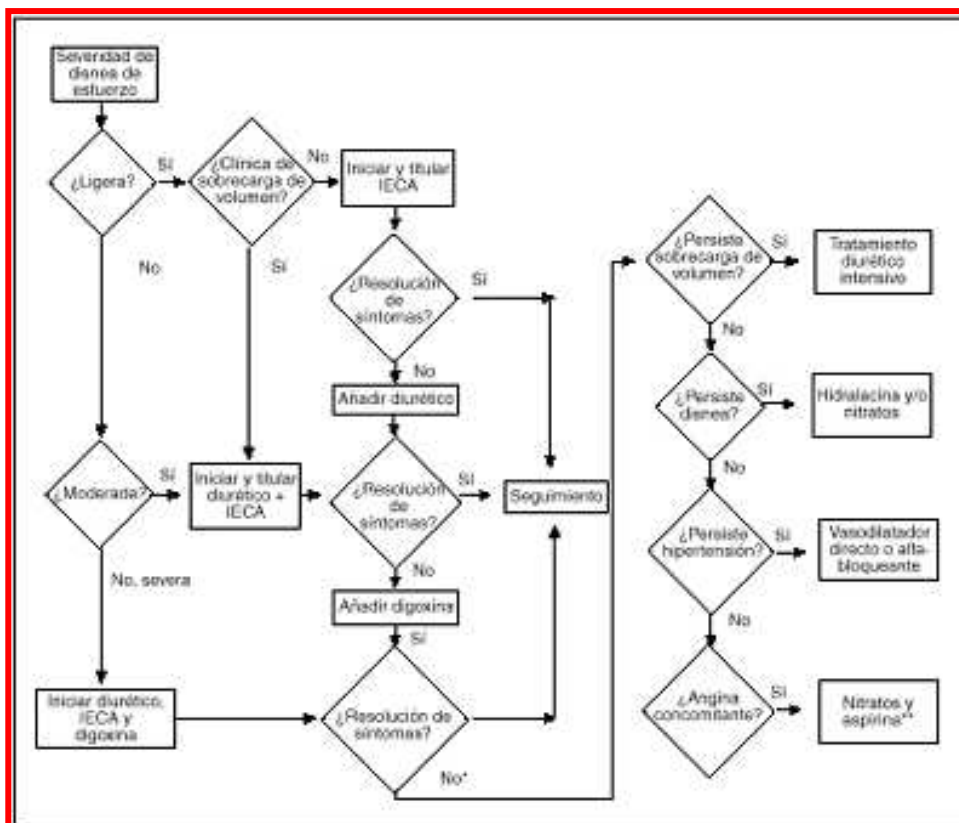 Severidad de
disnea de
esfuerzo
¿Ligera?
Sí
No
¿Clínica de
sobrecarga de
volumen?
No
Sí
Iniciar y titular
IECA
¿Resolución
de
síntomas?
Sí
No
Añadir diurético
¿Moderada?
Sí
No, severa
Iniciar y titular
diurético +
IECA
¿Resolución
de
síntomas?
Sí
No
Seguimiento
Añadir digoxina
Sí
Iniciar diurético,
IECA y
digoxina
¿Resolución de
síntomas?
No*
¿Persiste
sobrecarga de
volumen?
Sí
No
Tratamiento
diurético
intensivo
¿Persiste
disnea?
Sí
No
Hidralacina y/o
nitratos
¿Persiste
hipertensión?
Sí
No
Vasodilatador
directo o alfa-
bloqueante
¿Angina
concomitante?
Sí
Nitratos y
aspirina**